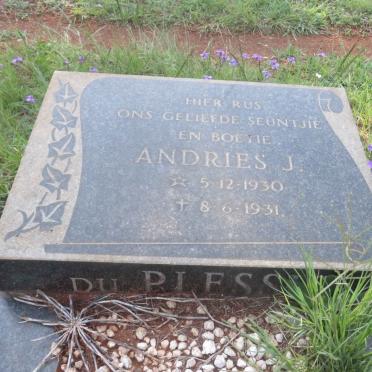 HIER RUS
ONS GELIEFDE SEUNTJIE
EN BOETIE
ANDRIES J.
☆ 5-12-1930
✝ 8-6-1931.
DU PLESS